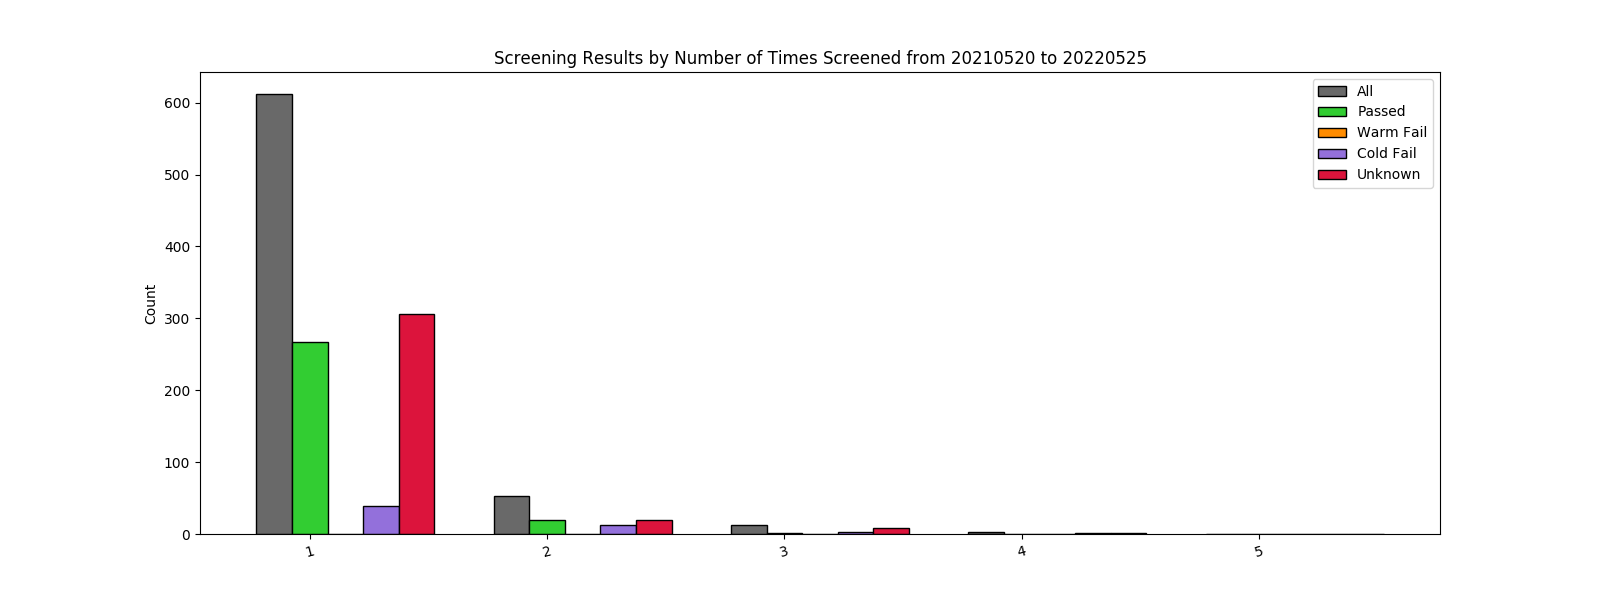 Screening Results by Number of Times Screened from 20210520 to 20220525
All
Passed
Warm Fail
Cold Fail
Unknown
Count
600
500
400
300
200
100
0
1 2 3 4 5